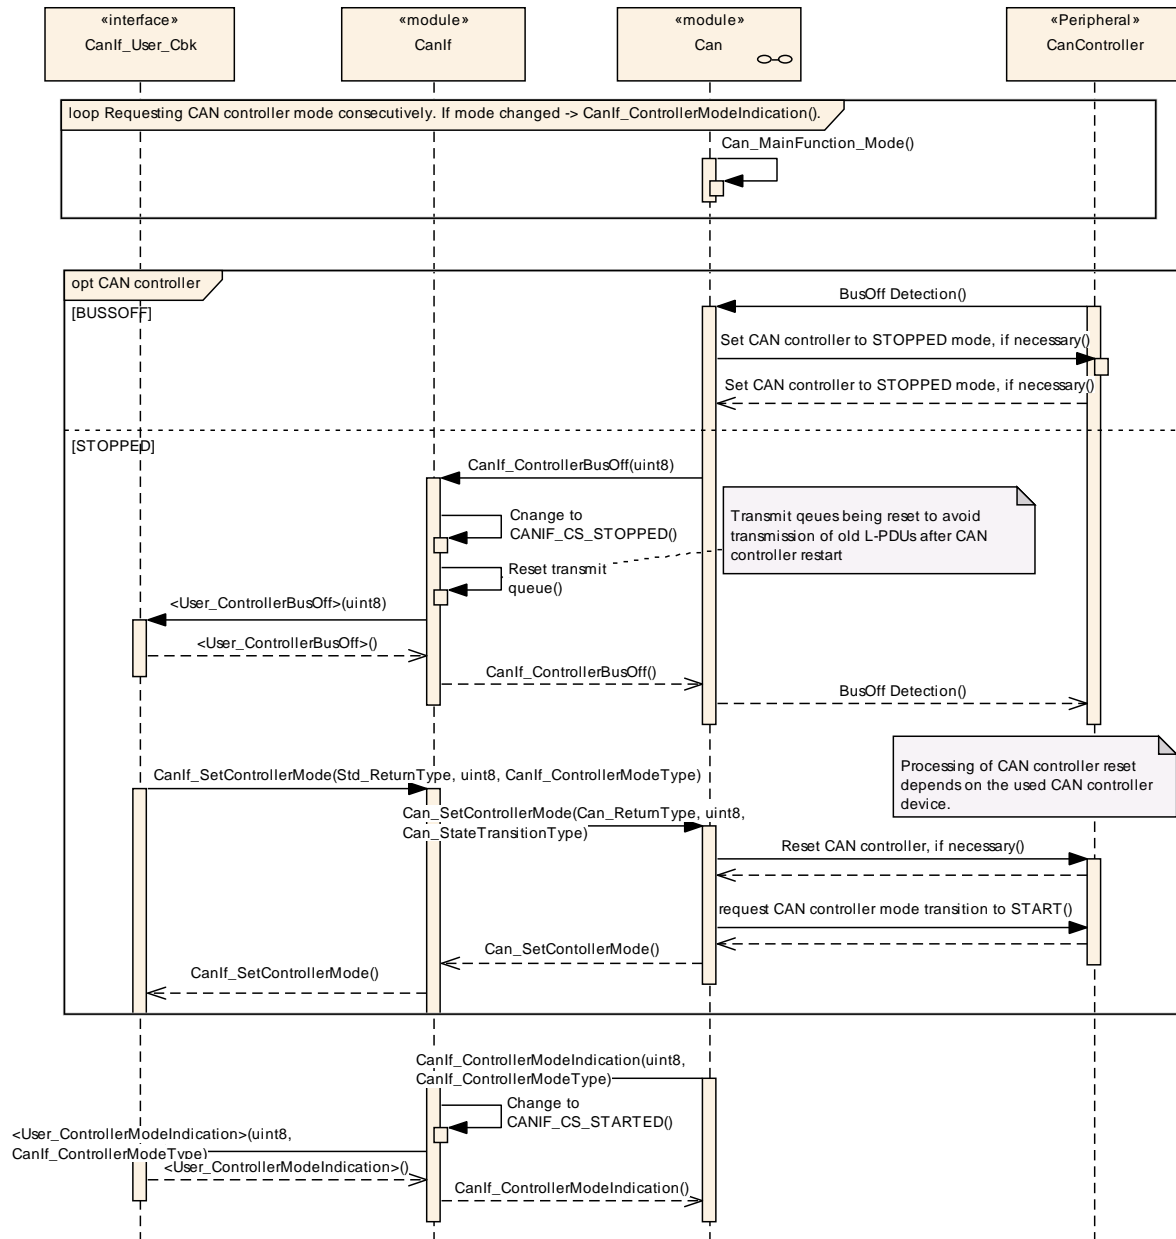 «interface»
CanIf_User_Cbk
«module»
CanIf
«module»
Can
«Peripheral»
CanController
loop Requesting CAN controller mode consecutively. If mode changed -> CanIf_ControllerModeIndication().
Can_MainFunction_Mode()
opt CAN controller
[BUSSOFF]
BusOff Detection()
Set CAN controller to STOPPED mode, if necessary()
Set CAN controller to STOPPED mode, if necessary()
[STOPPED]
CanIf_ControllerBusOff(uint8)
Cnange to
CANIF_CS_STOPPED()
Transmit qeues being reset to avoid
transmission of old L-PDUs after CAN
controller restart
Reset transmit
queue()
<User_ControllerBusOff>(uint8)
<User_ControllerBusOff>()
CanIf_ControllerBusOff()
BusOff Detection()
Processing of CAN controller reset
depends on the used CAN controller
device.
CanIf_SetControllerMode(Std_ReturnType, uint8, CanIf_ControllerModeType)
Can_SetControllerMode(Can_ReturnType, uint8,
Can_StateTransitionType)
Reset CAN controller, if necessary()
request CAN controller mode transition to START()
Can_SetContollerMode()
CanIf_SetControllerMode()
CanIf_ControllerModeIndication(uint8,
CanIf_ControllerModeType)
Change to
CANIF_CS_STARTED()
<User_ControllerModeIndication>(uint8,
CanIf_ControllerModeType)
<User_ControllerModeIndication>()
CanIf_ControllerModeIndication()